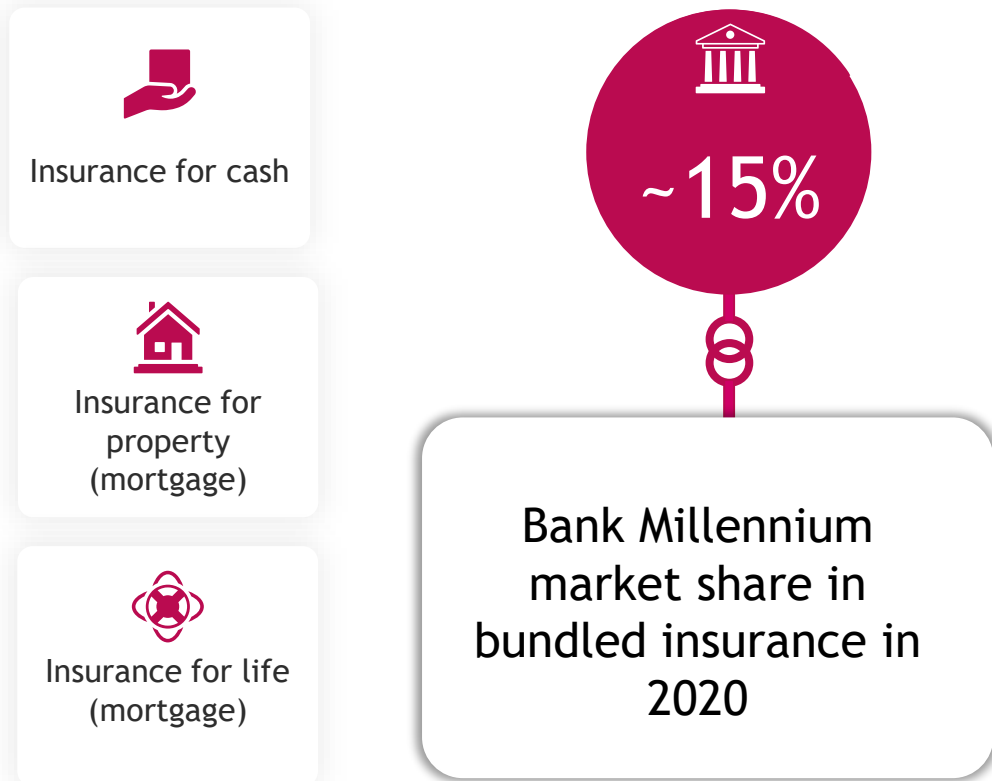 Insurance for cash
Insurance for
property
(mortgage)
Insurance for life
(mortgage)
~15%
Bank Millennium
market share in
bundled insurance in
2020